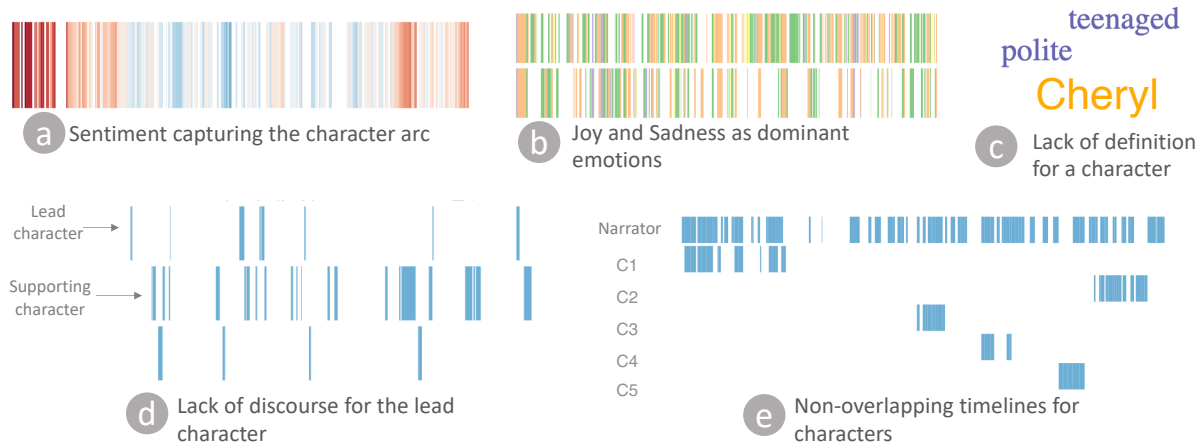 teenaged
polite
Cheryl
a Sentiment capturing the character arc
b Joy and Sadness as dominant
emotions
c Lack of definition
for a character
Lead
character
Supporting
character
d Lack of discourse for the lead
character
Narrator
C1
C2
C3
C4
C5
e Non-overlapping timelines for
characters